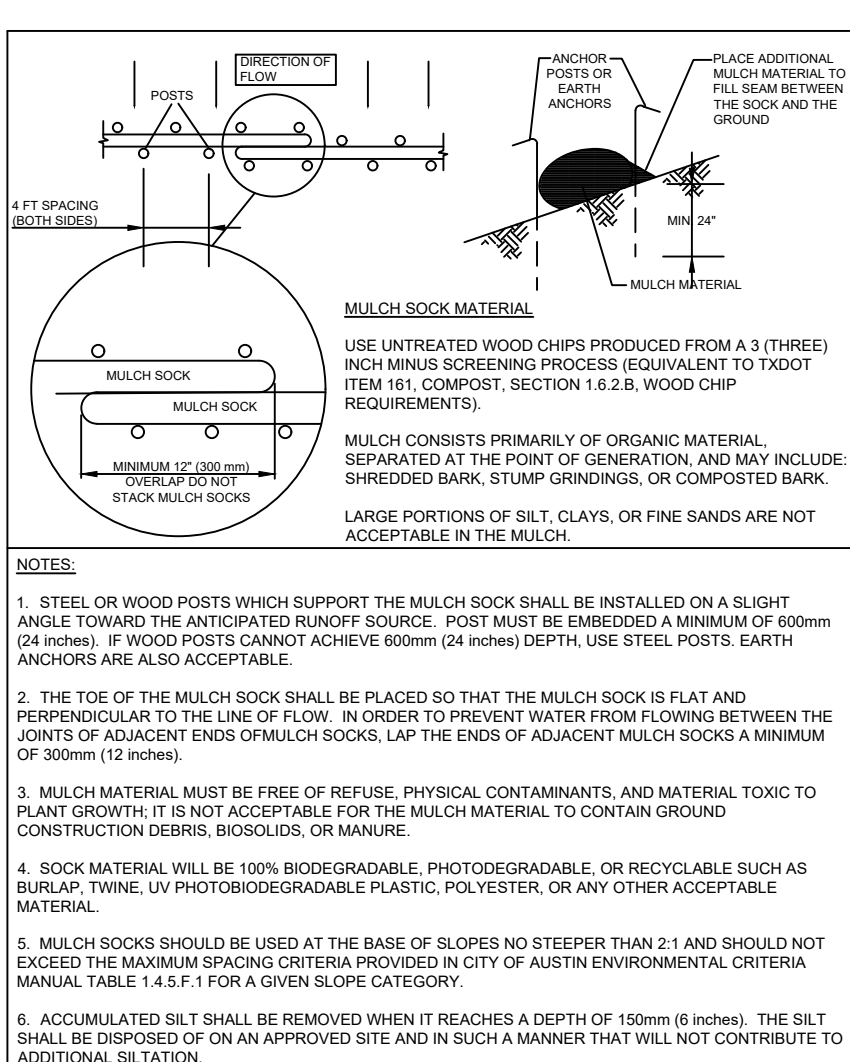 DIRECTION OF
FLOW
POSTS
4 FT SPACING
(BOTH SIDES)
MULCH SOCK
MULCH SOCK
MINIMUM 12" (300 mm)
OVERLAP DO NOT
STACK MULCH SOCKS
ANCHOR
POSTS OR
EARTH
ANCHORS
PLACE ADDITIONAL
MULCH MATERIAL TO
FILL SEAM BETWEEN
THE SOCK AND THE
GROUND
MIN. 24"
MULCH MATERIAL
MULCH SOCK MATERIAL
USE UNTREATED WOOD CHIPS PRODUCED FROM A 3 (THREE)
INCH MINUS SCREENING PROCESS (EQUIVALENT TO TXDOT
ITEM 161, COMPOST, SECTION 1.6.2.B, WOOD CHIP
REQUIREMENTS).
MULCH CONSISTS PRIMARILY OF ORGANIC MATERIAL,
SEPARATED AT THE POINT OF GENERATION, AND MAY INCLUDE:
SHREDDED BARK, STUMP GRINDINGS, OR COMPOSTED BARK.
LARGE PORTIONS OF SILT, CLAYS, OR FINE SANDS ARE NOT
ACCEPTABLE IN THE MULCH.
NOTES:
1. STEEL OR WOOD POSTS WHICH SUPPORT THE MULCH SOCK SHALL BE INSTALLED ON A SLIGHT
ANGLE TOWARD THE ANTICIPATED RUNOFF SOURCE. POST MUST BE EMBEDDED A MINIMUM OF 600mm
(24 inches). IF WOOD POSTS CANNOT ACHIEVE 600mm (24 inches) DEPTH, USE STEEL POSTS. EARTH
ANCHORS ARE ALSO ACCEPTABLE.
2. THE TOE OF THE MULCH SOCK SHALL BE PLACED SO THAT THE MULCH SOCK IS FLAT AND
PERPENDICULAR TO THE LINE OF FLOW. IN ORDER TO PREVENT WATER FROM FLOWING BETWEEN THE
JOINTS OF ADJACENT ENDS OFMULCH SOCKS, LAP THE ENDS OF ADJACENT MULCH SOCKS A MINIMUM
OF 300mm (12 inches).
3. MULCH MATERIAL MUST BE FREE OF REFUSE, PHYSICAL CONTAMINANTS, AND MATERIAL TOXIC TO
PLANT GROWTH; IT IS NOT ACCEPTABLE FOR THE MULCH MATERIAL TO CONTAIN GROUND
CONSTRUCTION DEBRIS, BIOSOLIDS, OR MANURE.
4. SOCK MATERIAL WILL BE 100% BIODEGRADABLE, PHOTODEGRADABLE, OR RECYCLABLE SUCH AS
BURLAP, TWINE, UV PHOTOBIODEGRADABLE PLASTIC, POLYESTER, OR ANY OTHER ACCEPTABLE
MATERIAL.
5. MULCH SOCKS SHOULD BE USED AT THE BASE OF SLOPES NO STEEPER THAN 2:1 AND SHOULD NOT
EXCEED THE MAXIMUM SPACING CRITERIA PROVIDED IN CITY OF AUSTIN ENVIRONMENTAL CRITERIA
MANUAL TABLE 1.4.5.F.1 FOR A GIVEN SLOPE CATEGORY.
6. ACCUMULATED SILT SHALL BE REMOVED WHEN IT REACHES A DEPTH OF 150mm (6 inches). THE SILT
SHALL BE DISPOSED OF ON AN APPROVED SITE AND IN SUCH A MANNER THAT WILL NOT CONTRIBUTE TO
ADDITIONAL SILTATION.